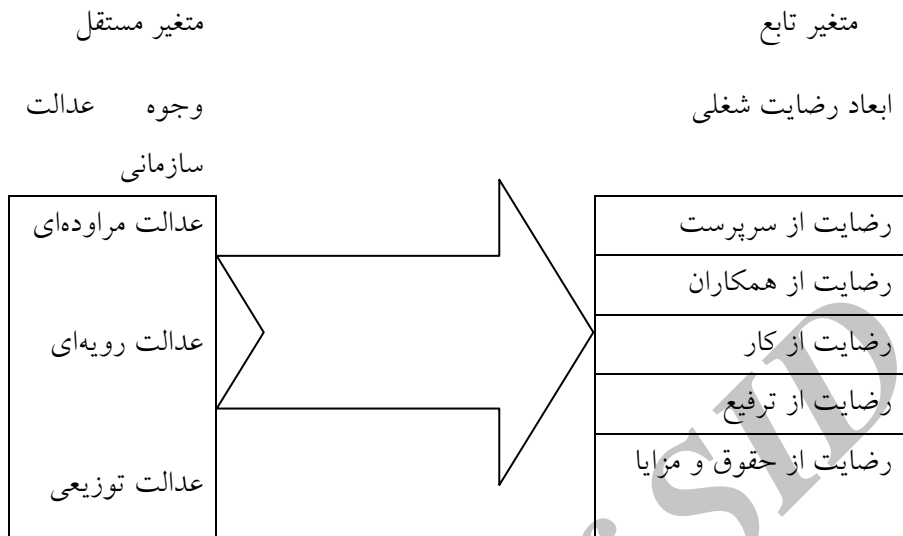 متغیر تابع
متغیر مستقل
ابعاد رضایت شغلی
وجوه عدالت
سازمانی
رضایت از سرپرست
رضایت از همکاران
رضایت از کار
رضایت از ترفیع
رضایت از حقوق و مزایا
عدالت مراوده‌ای
عدالت رویه‌ای
عدالت توزیعی
SID